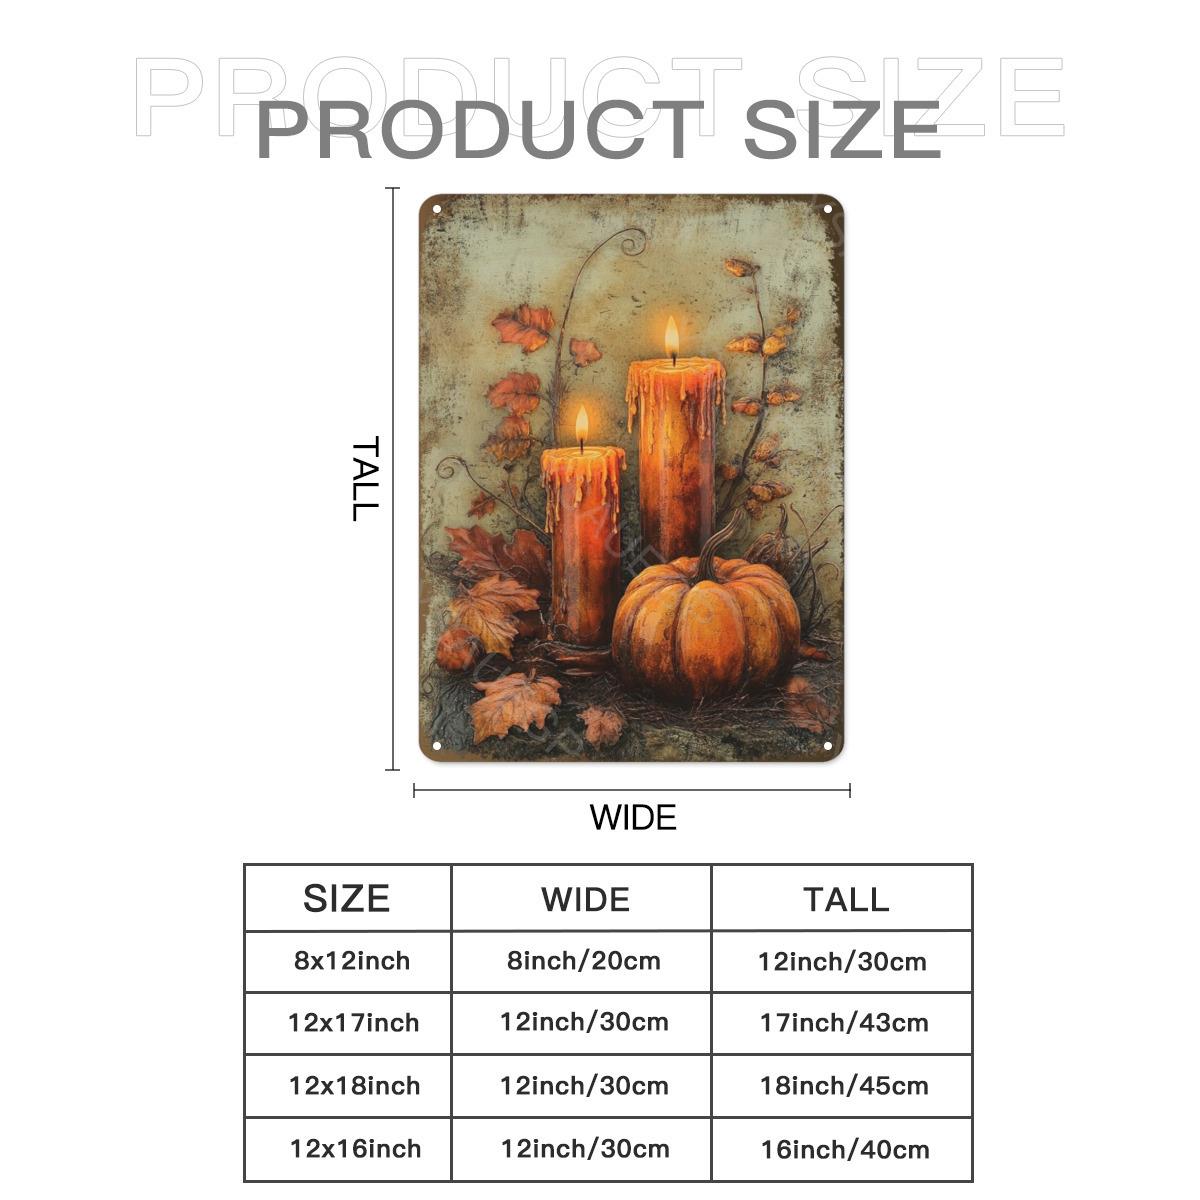 PRODUCT SIZE
PRODUCT SIZE
TALL
WIDE
SIZE WIDE TALL
8x12inch 8inch/20cm 12inch/30cm
12x17inch 12inch/30cm 17inch/43cm
12x18inch 12inch/30cm 18inch/45cm
12x16inch 12inch/30cm 16inch/40cm